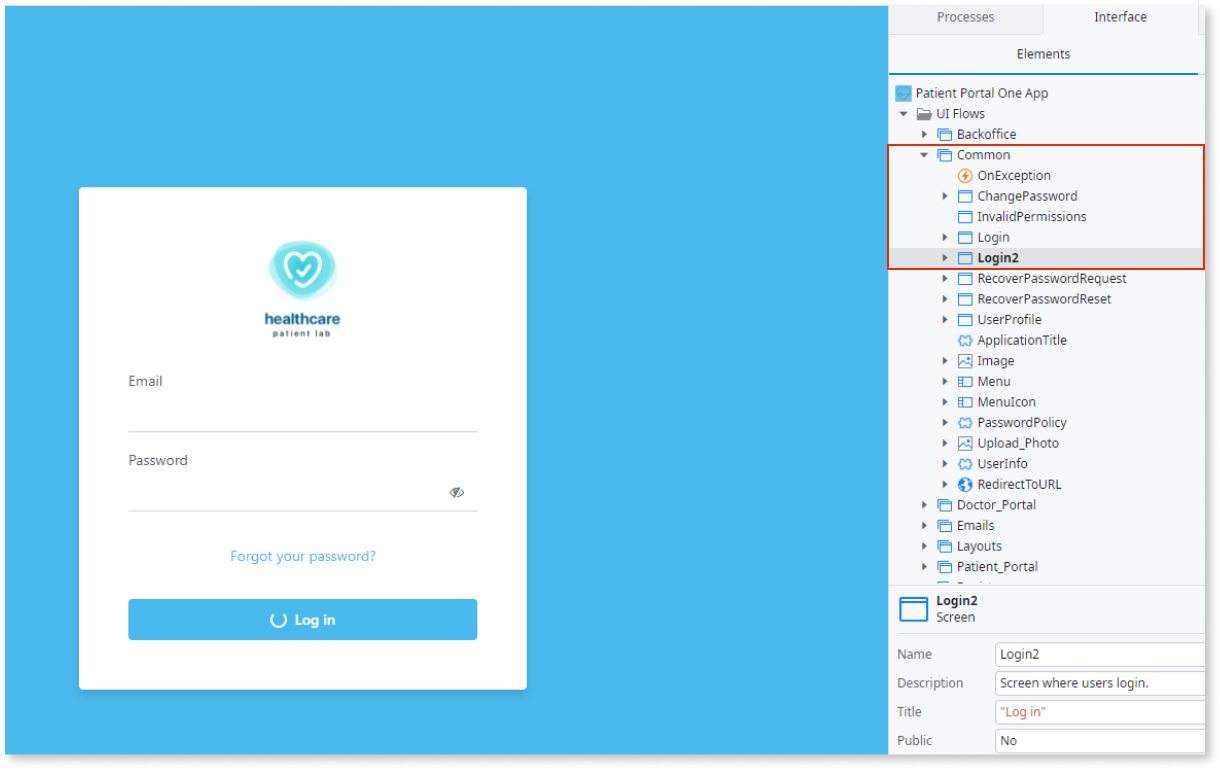 Processes
Interface
Elements
Patient Portal One App
UI Flows
Backoffice
Common
OnException
ChangePassword
InvalidPermissions
Login
Login2
RecoverPasswordRequest
RecoverPasswordReset
UserProfile
ApplicationTitle
Image
Menu
MenuIcon
PasswordPolicy
Upload_Photo
UserInfo
RedirectToURL
Doctor_Portal
Emails
Layouts
Patient_Portal
healthcare
patient lab
Email
Password
Forgot your password?
Log in
Login2
Screen
Name
Login2
Description
Screen where users login.
Title
"Log in"
Public
No